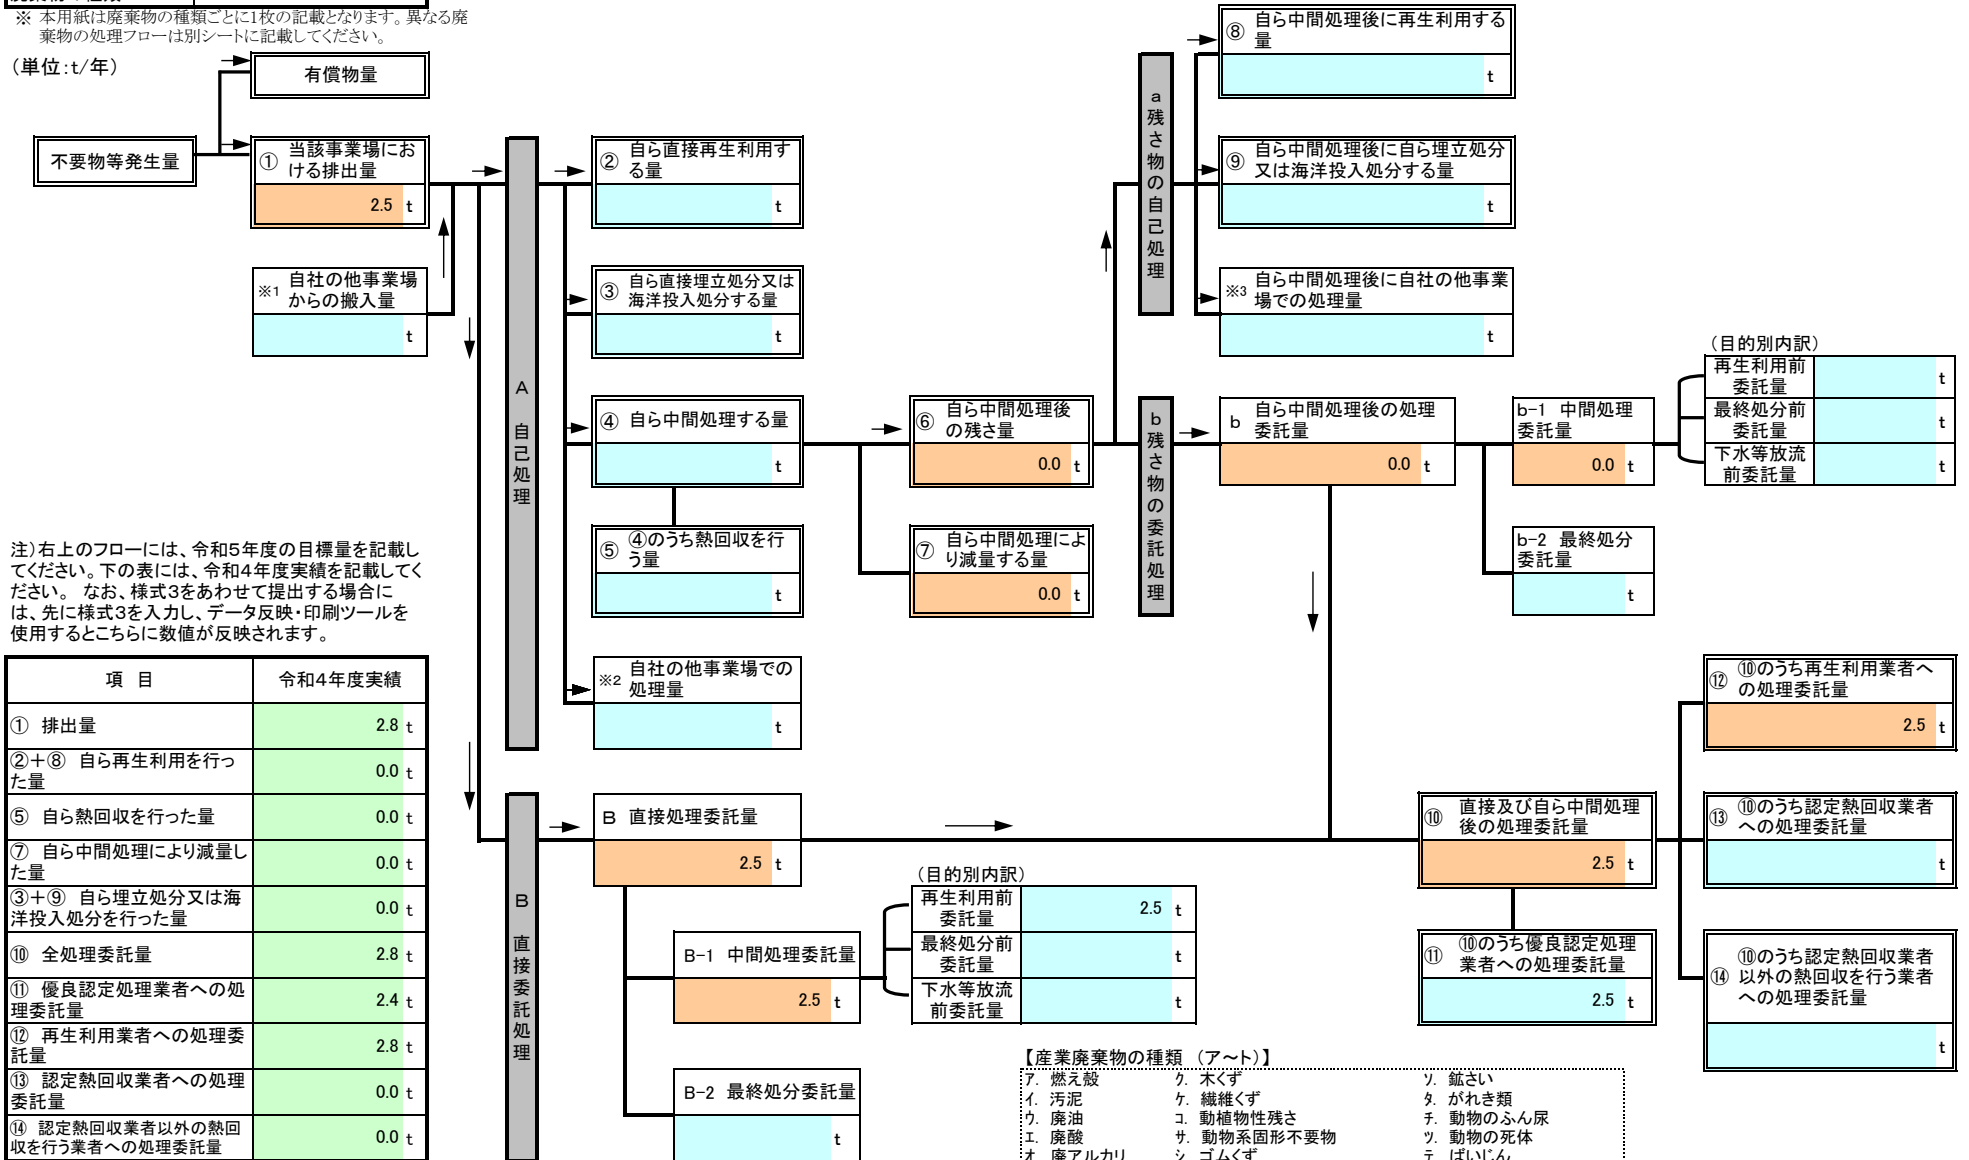 ※ 本用紙は廃棄物の種類ごとに1枚の記載となります。異なる廃
棄物の処理フローは別シートに記載してください。
(単位:t/年)
有償物量
不要物等発生量
① 当該事業場にお
ける排出量
2.5 t
※1 自社の他事業場
からの搬入量
t
A 自己処理
② 自ら直接再生利用す
る量
t
③ 自ら直接埋立処分又は
海洋投入処分する量
t
④ 自ら中間処理する量
t
⑤ ④のうち熱回収を行
う量
t
※2 自社の他事業場での
処理量
t
⑥ 自ら中間処理後
の残さ量
0.0 t
⑦ 自ら中間処理によ
り減量する量
0.0 t
a 残さ物の自己処理
⑧ 自ら中間処理後に再生利用する
量
t
⑨ 自ら中間処理後に自ら埋立処分
又は海洋投入処分する量
t
※3 自ら中間処理後に自社の他事業
場での処理量
t
b 残さ物の委託処理
b 自ら中間処理後の処理
委託量
0.0 t
b-1 中間処理
委託量
0.0 t
b-2 最終処分
委託量
t
(目的別内訳)
再生利用前
委託量
t
最終処分前
委託量
t
下水等放流
前委託量
t
注)右上のフローには、令和5年度の目標量を記載し
てください。下の表には、令和4年度実績を記載してく
ださい。 なお、様式3をあわせて提出する場合に
は、先に様式3を入力し、データ反映・印刷ツールを
使用するとこちらに数値が反映されます。
項 目 令和4年度実績
① 排出量 2.8 t
②+⑧ 自ら再生利用を行っ
た量 0.0 t
⑤ 自ら熱回収を行った量 0.0 t
⑦ 自ら中間処理により減量し
た量 0.0 t
③+⑨ 自ら埋立処分又は海
洋投入処分を行った量 0.0 t
⑩ 全処理委託量 2.8 t
⑪ 優良認定処理業者への処
理委託量 2.4 t
⑫ 再生利用業者への処理委
託量 2.8 t
⑬ 認定熱回収業者への処理
委託量 0.0 t
⑭ 認定熱回収業者以外の熱回
収を行う業者への処理委託量 0.0 t
B 直接委託処理
B 直接処理委託量
2.5 t
B-1 中間処理委託量
2.5 t
B-2 最終処分委託量
t
(目的別内訳)
再生利用前
委託量
2.5 t
最終処分前
委託量
t
下水等放流
前委託量
t
⑩ 直接及び自ら中間処理
後の処理委託量
2.5 t
⑪ ⑩のうち優良認定処理
業者への処理委託量
2.5 t
⑫ ⑩のうち再生利用業者へ
の処理委託量
2.5 t
⑬ ⑩のうち認定熱回収業者
への処理委託量
t
⑭ ⑩のうち認定熱回収業者
以外の熱回収を行う業者
への処理委託量
t
【産業廃棄物の種類 (ア~ト)】
ア. 燃え殻 ク. 木くず ソ. 鉱さい
イ. 汚泥 ケ. 繊維くず タ. がれき類
ウ. 廃油 コ. 動植物性残さ チ. 動物のふん尿
エ. 廃酸 サ. 動物系固形不要物 ツ. 動物の死体
オ. 廃アルカリ シ. ゴムくず テ. ばいじん